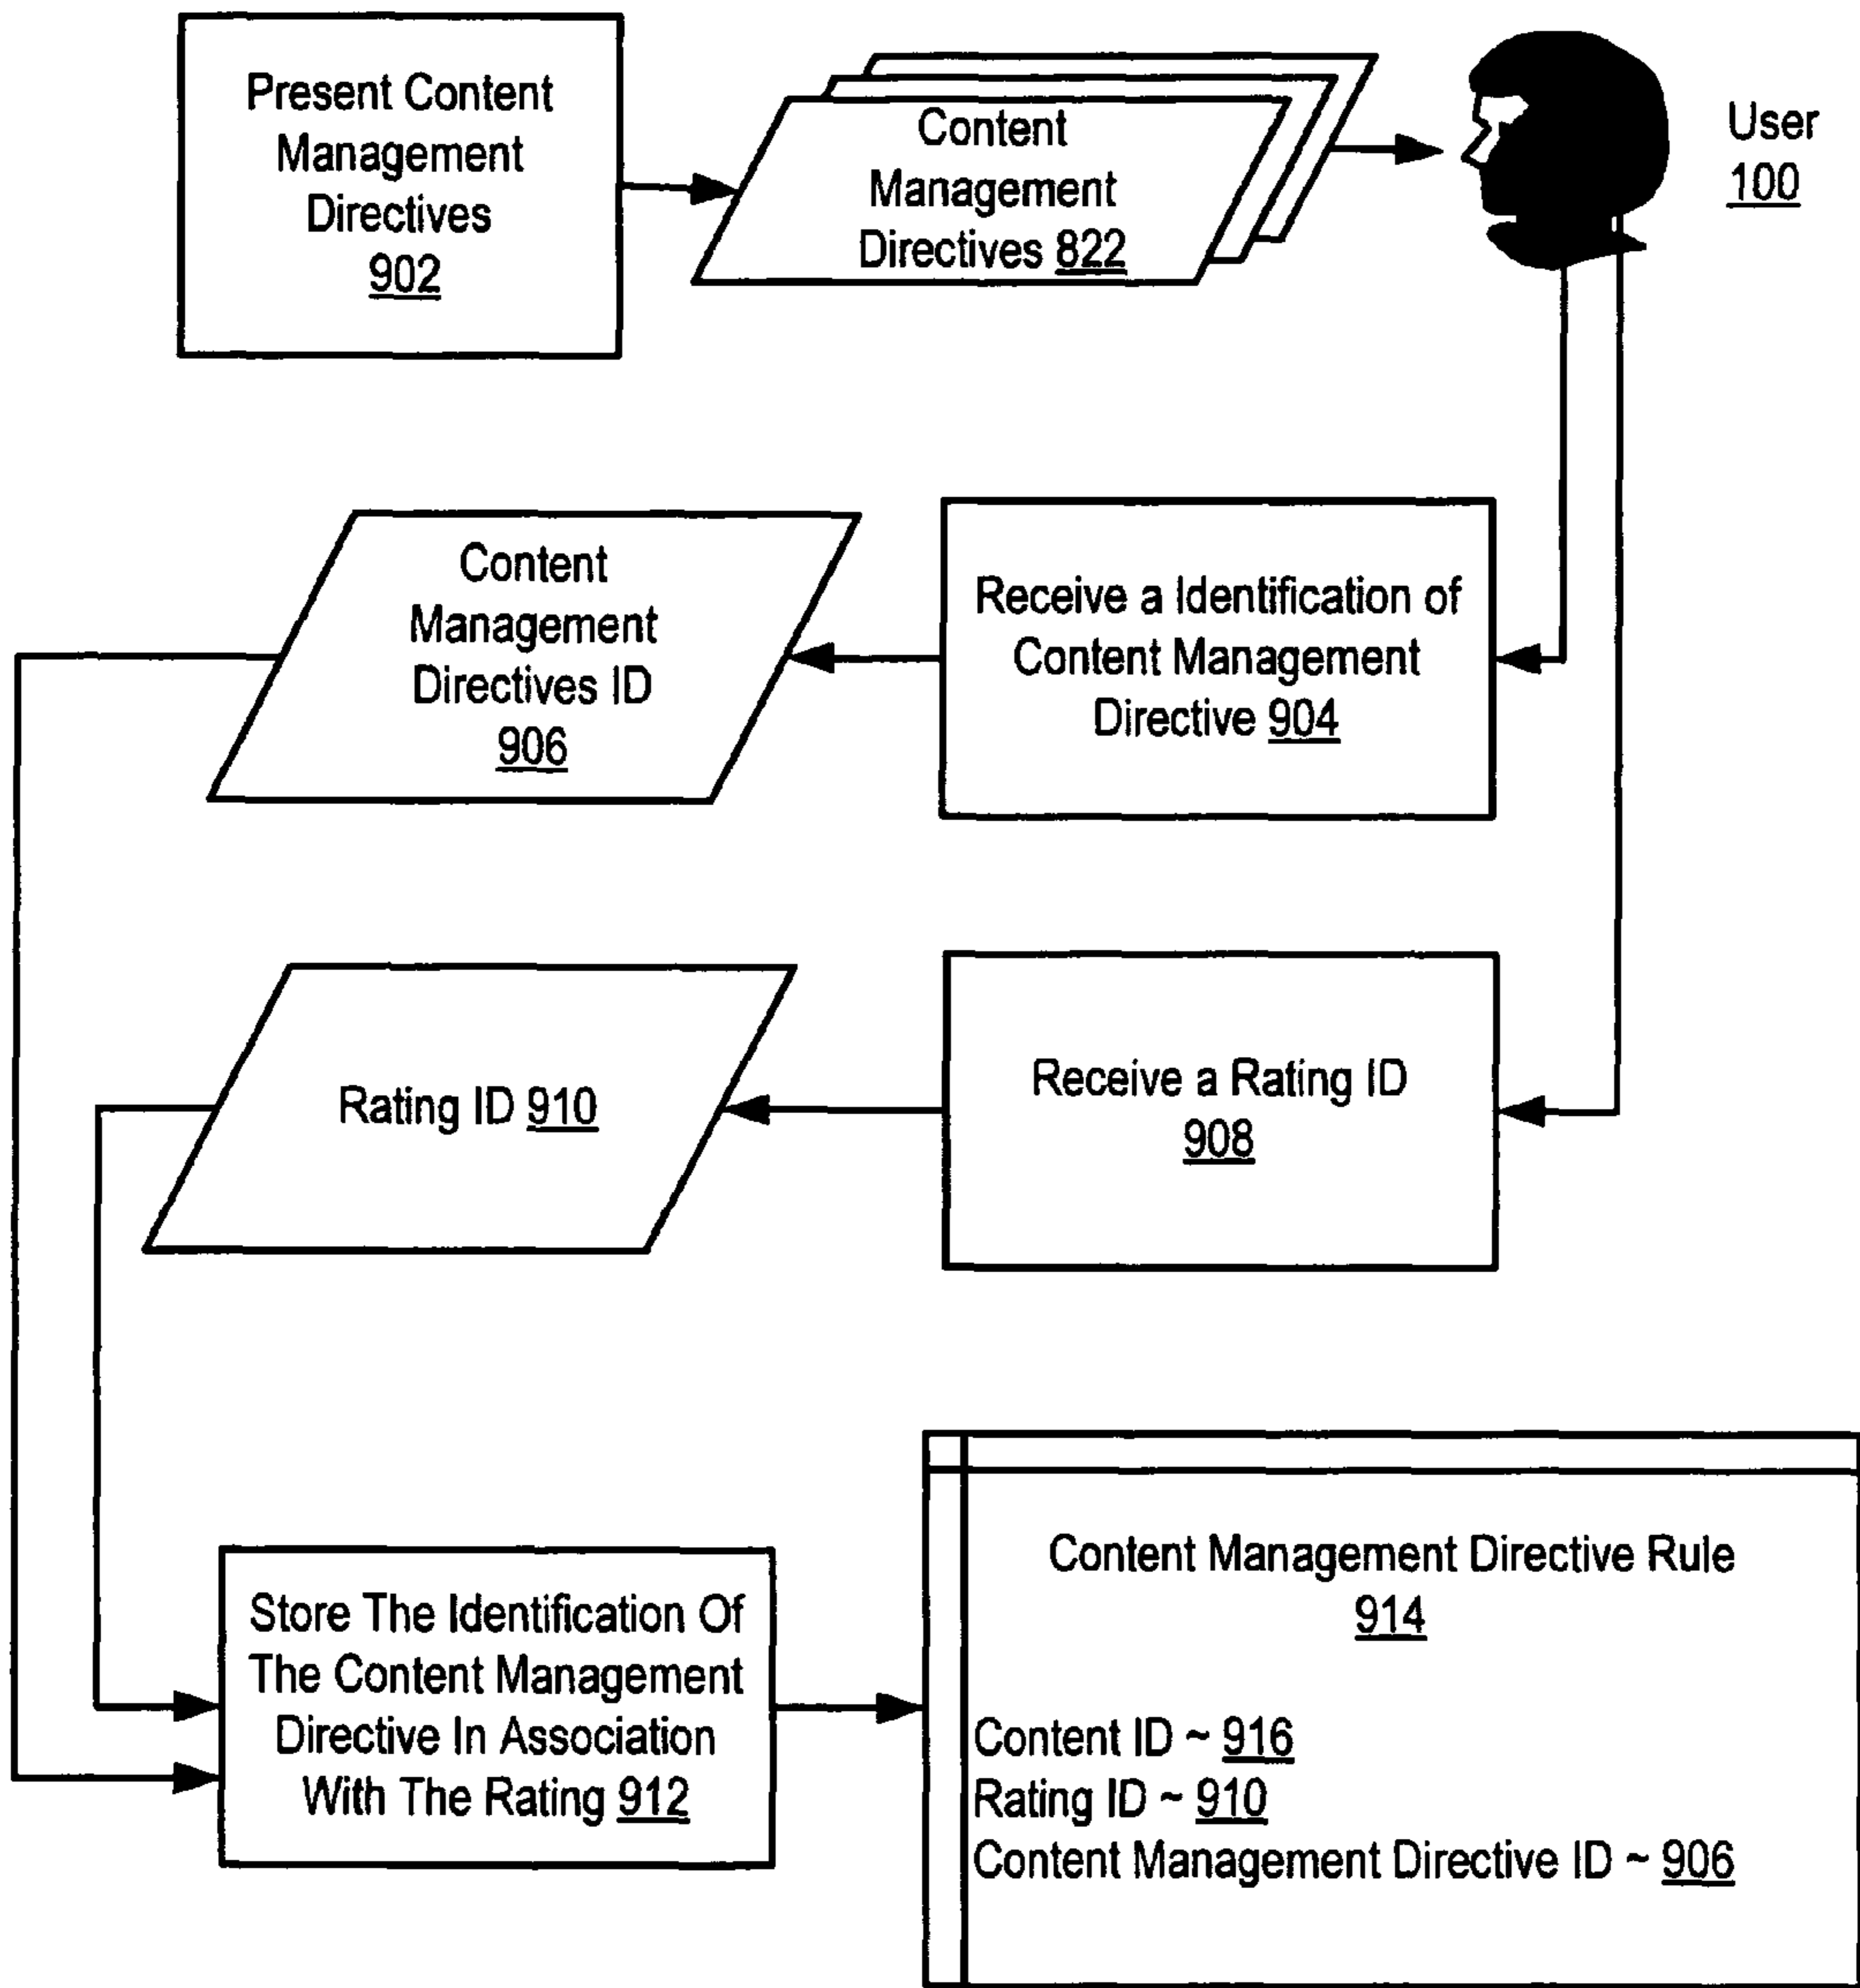 Present Content
Management
Directives
902
Content
Management
Directives 822
User
100
Content
Management
Directives ID
906
Receive a Identification of
Content Management
Directive 904
Rating ID 910
Receive a Rating ID
908
Store The Identification Of
The Content Management
Directive In Association
With The Rating 912
Content Management Directive Rule
914
Content ID ~ 916
Rating ID ~ 910
Content Management Directive ID ~ 906